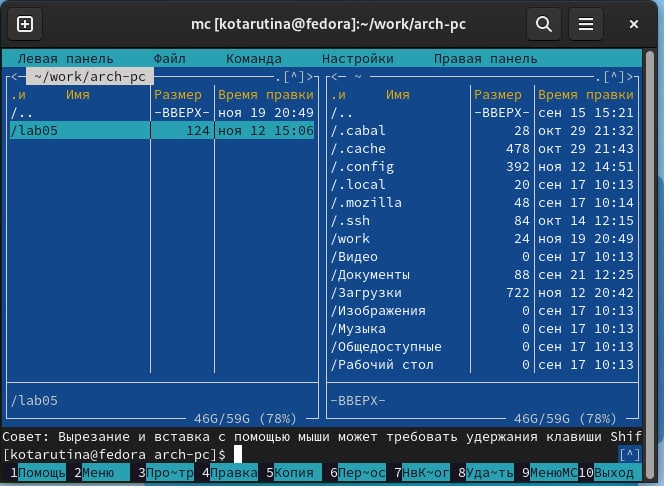 mc [kotarutina@fedora]:~/work/arch-pc
Левая панель Файл Команда Настройки Правая панель
<─ ~/work/arch-pc .[^]> <─ ~ .[^]>
.и Имя Размер Время правки .и Имя Размер Время правки
/.. -ВВЕРХ- ноя 19 20:49 /.. -ВВЕРХ- сен 15 15:21
/lab05 124 ноя 12 15:06 /.cabal 28 окт 29 21:32
/.cache 478 окт 29 21:43
/.config 392 ноя 12 14:51
/.local 20 сен 17 10:13
/.mozilla 48 сен 17 10:14
/.ssh 84 окт 14 12:15
/work 24 ноя 19 20:49
/Видео 0 сен 17 10:13
/Документы 88 сен 21 12:25
/Загрузки 722 ноя 12 20:42
/Изображения 0 сен 17 10:13
/Музыка 0 сен 17 10:13
/Общедоступные 0 сен 17 10:13
/Рабочий стол 0 сен 17 10:13
/lab05 -ВВЕРХ-
46G/59G (78%) 46G/59G (78%)
Совет: Вырезание и вставка с помощью мыши может требовать удержания клавиши Shif
[kotarutina@fedora arch-pc]$ [^]
1Помощь 2Меню 3Про~тр 4Правка 5Копия 6Пер~ос 7НвК~ог 8Уда~ть 9МенюMC 10Выход